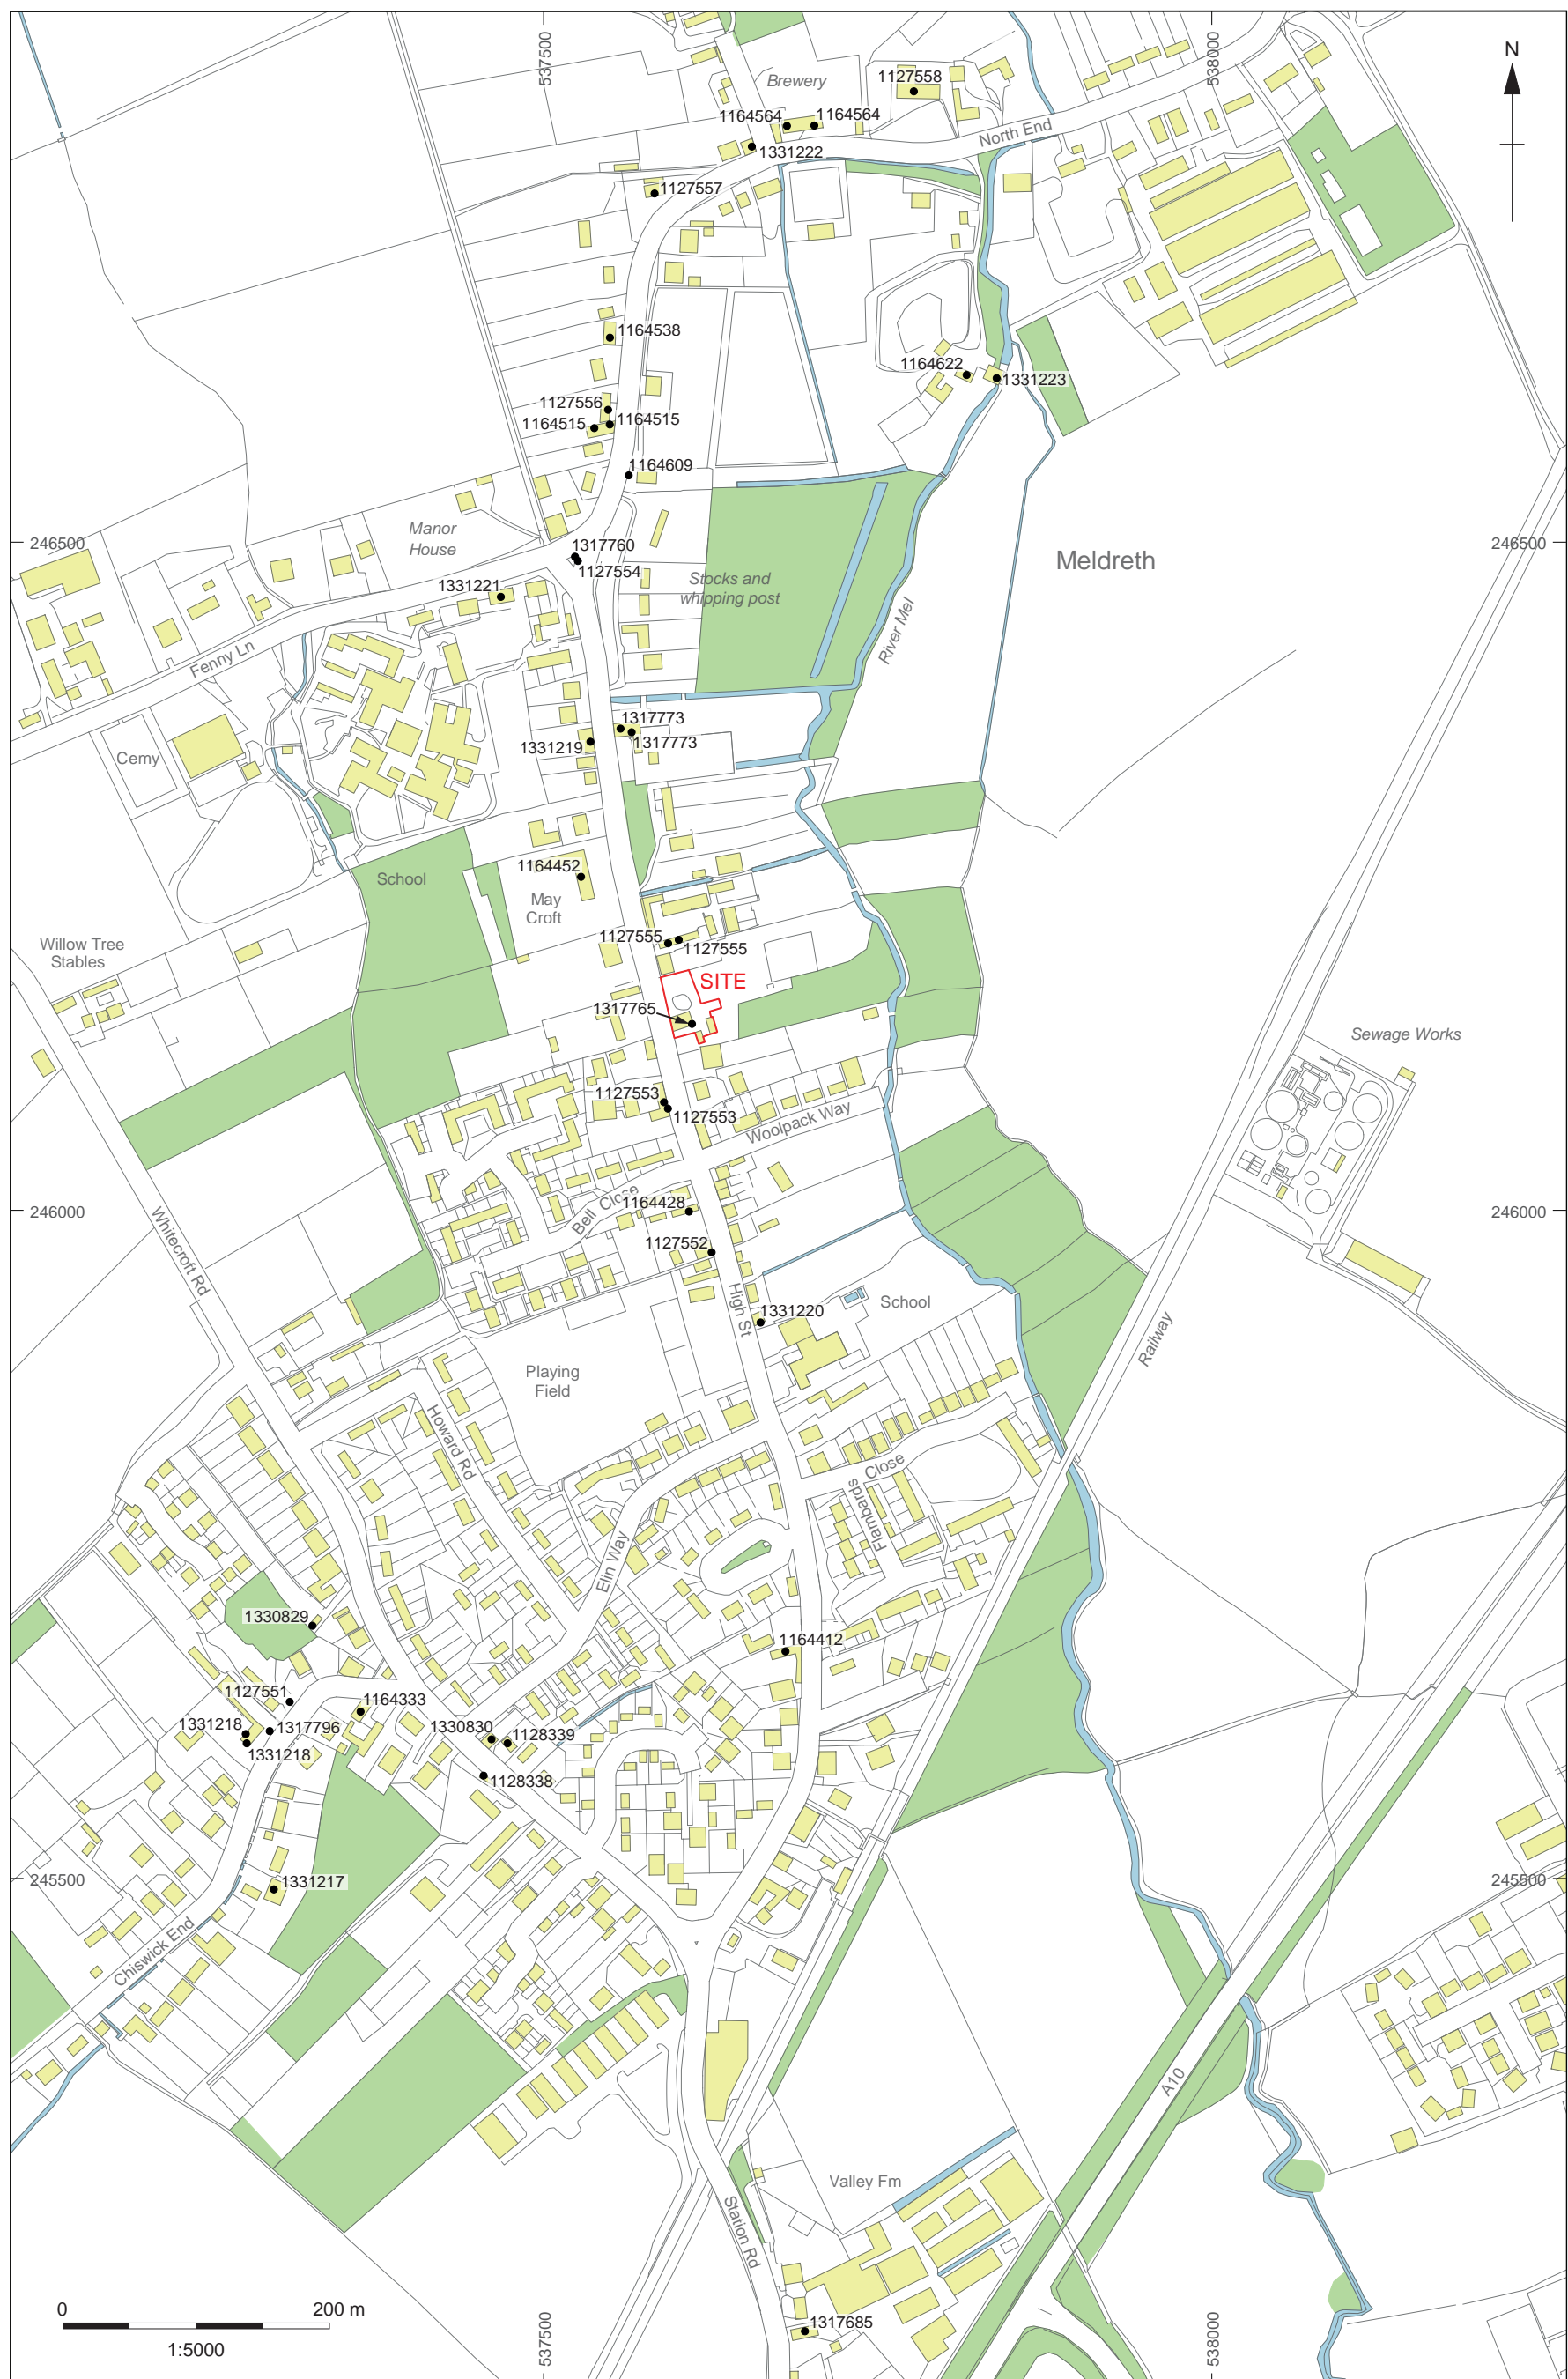 537500
538000
N
Brewery
1127558
1164564
1164564
North End
1331222
1127557
1164538
1164622
1331223
1127556
1164515
1164515
1164609
Manor
House
246500
246500
1317760
1127554
Meldreth
1331221
Stocks and
whipping post
River Mel
Fenny Ln
1317773
1317773
1331219
Cemy
1164452
School
May
Croft
Willow Tree
Stables
1127555
1127555
SITE
1317765
Sewage Works
1127553
1127553
Woolpack Way
1164428
Bell Close
246000
246000
Whitecroft Rd
1127552
High St
1331220
School
Railway
Playing
Field
Howard Rd
Flambards Close
Elin Way
1330829
1164412
1127551
1164333
1331218
1317796
1331218
1330830
1128339
1128338
245500
245500
1331217
Chiswick End
A10
Valley Fm
Station Rd
0
200 m
1:5000
1317685
537500
538000